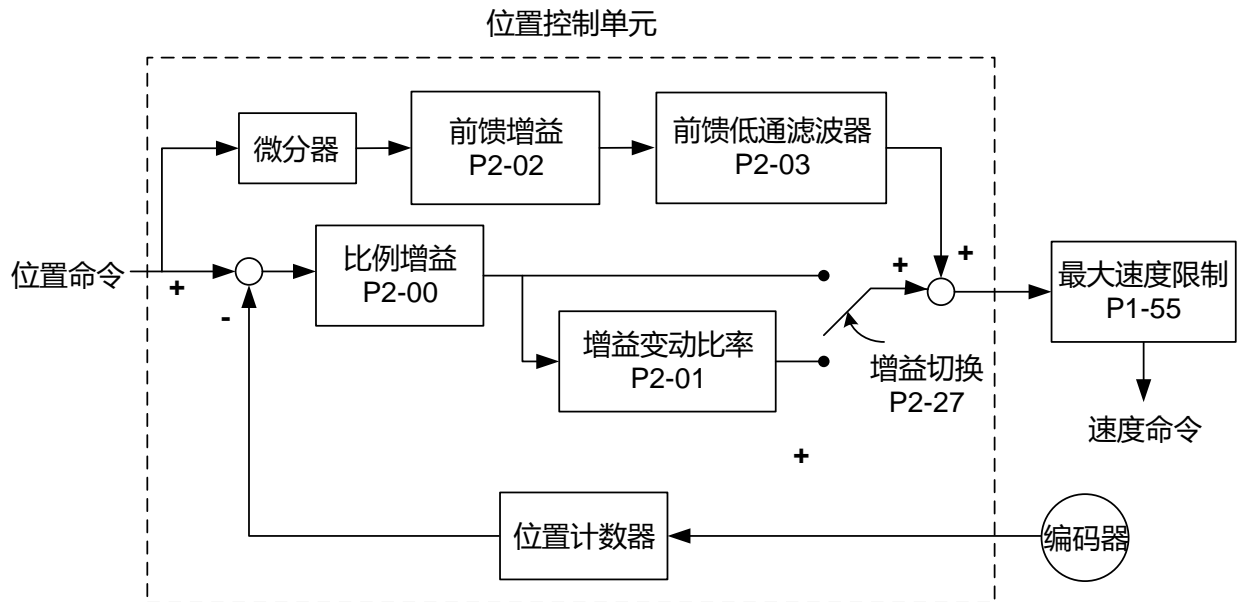 位置控制单元
微分器
前馈增益
P2-02
前馈低通滤波器
P2-03
位置命令
+
-
比例增益
P2-00
+
+
最大速度限制
P1-55
增益变动比率
P2-01
增益切换
P2-27
速度命令
+
位置计数器
编码器